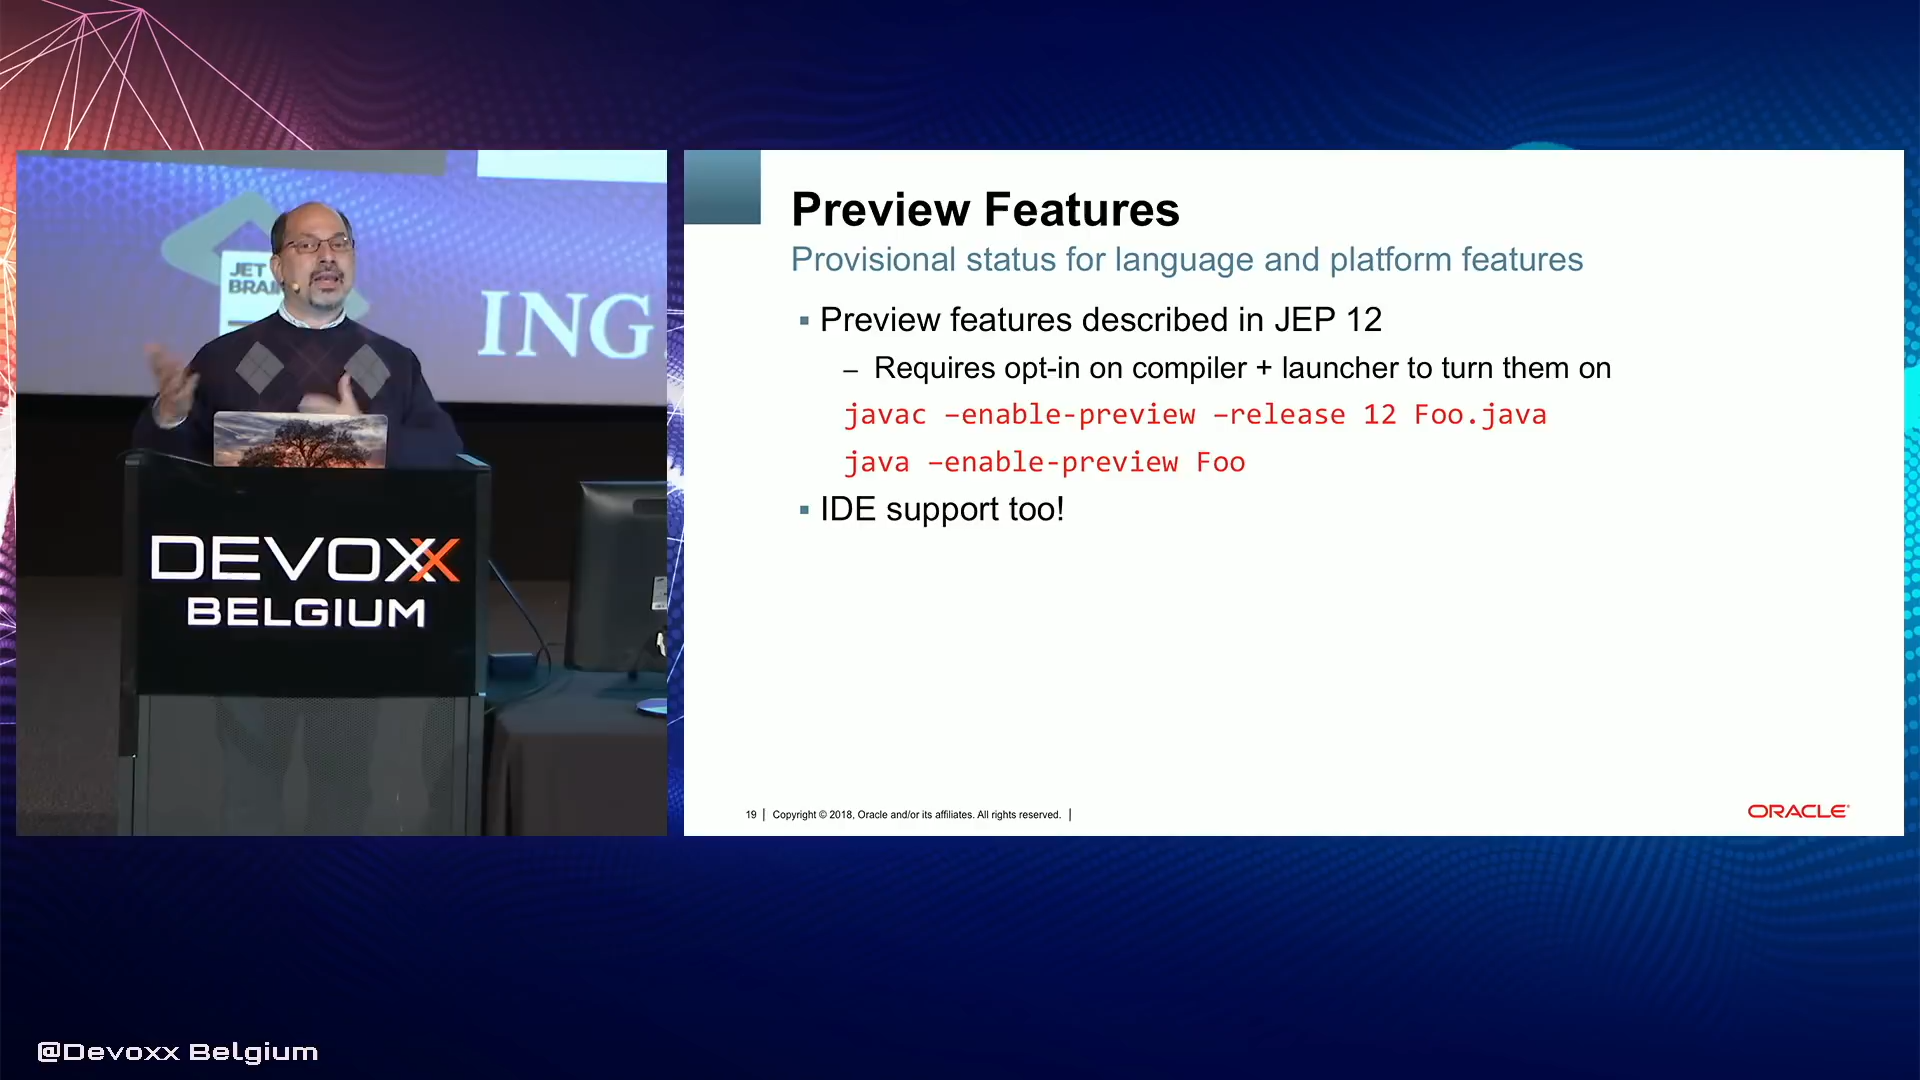 JET
BRAI
ING
DEVOXX
BELGIUM
Preview Features
Provisional status for language and platform features
▪ Preview features described in JEP 12
– Requires opt-in on compiler + launcher to turn them on
javac –enable-preview –release 12 Foo.java
java –enable-preview Foo
▪ IDE support too!
19 | Copyright © 2018, Oracle and/or its affiliates. All rights reserved. |
ORACLE®
@Devoxx Belgium